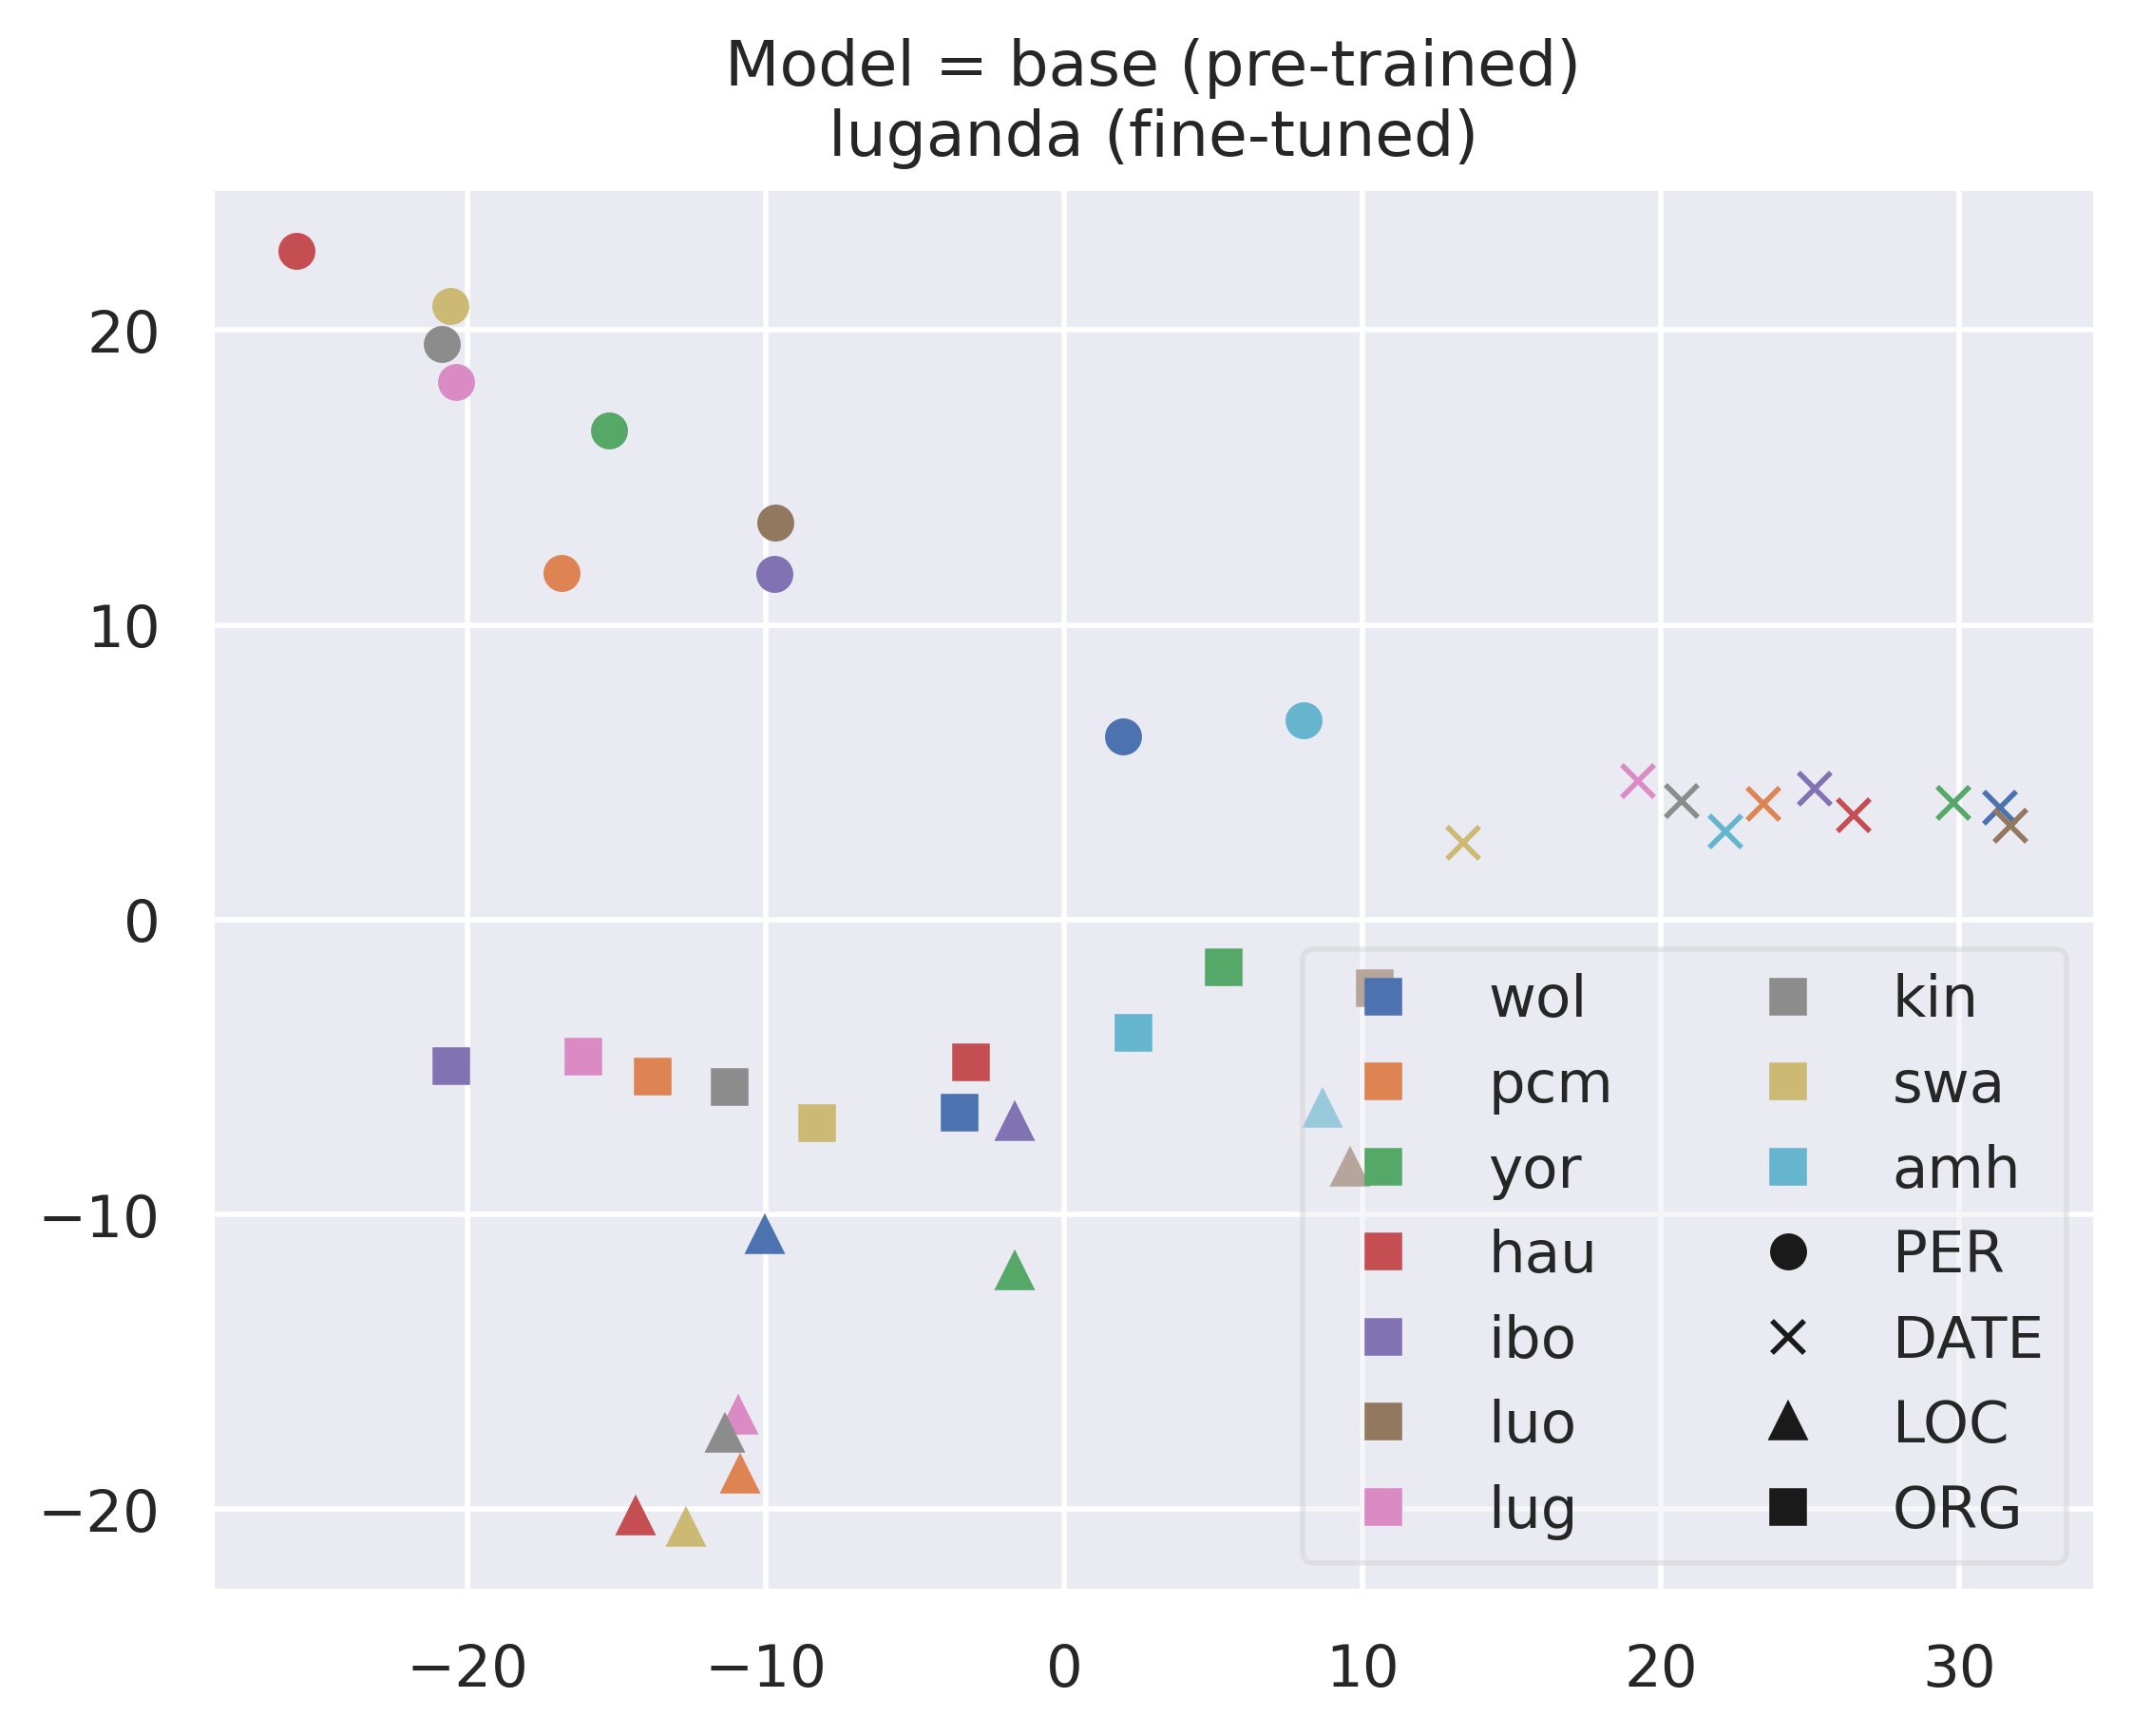 Model = base (pre-trained)
luganda (fine-tuned)
20
10
0
−10
−20
wol
pcm
yor
hau
ibo
luo
lug
kin
swa
amh
PER
DATE
LOC
ORG
−20 −10 0 10 20 30